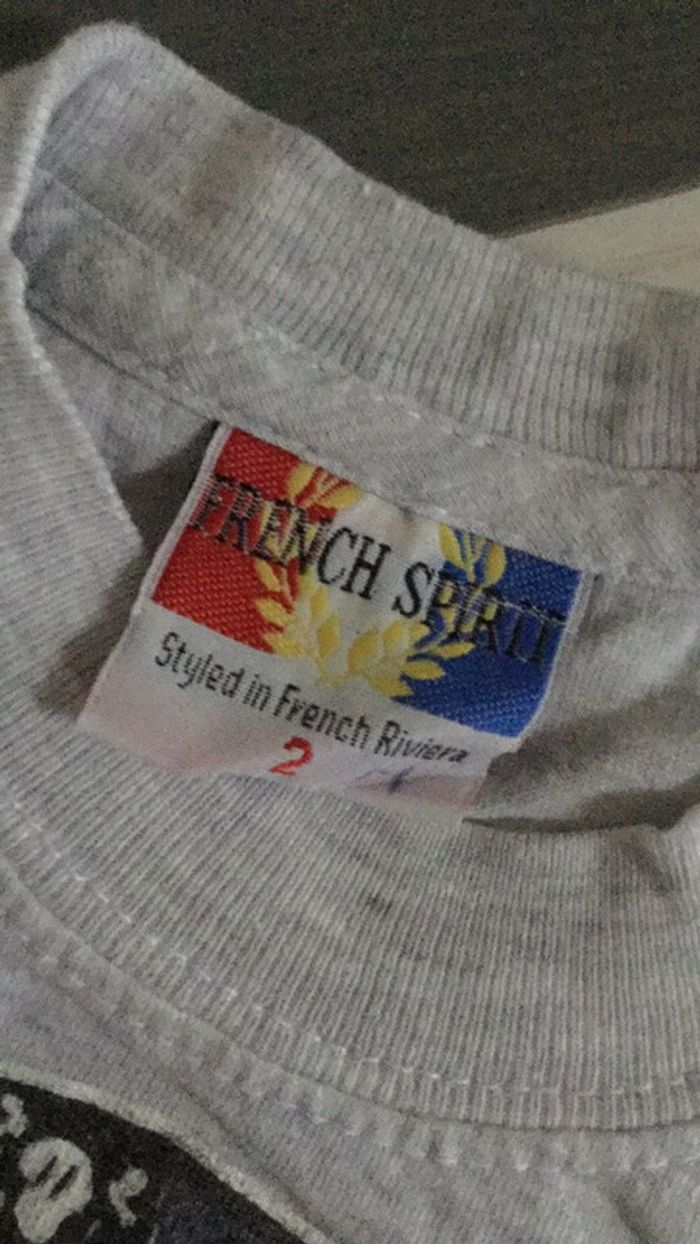 FRENCH SPIRIT
Styled in French Riviera
2